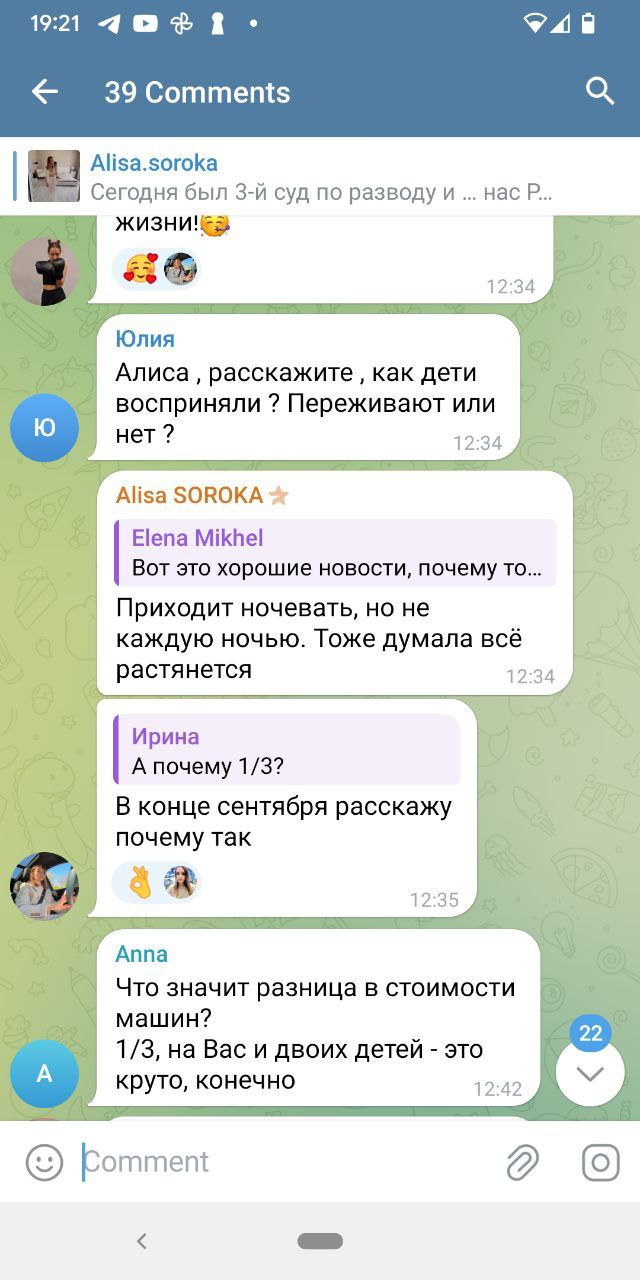 19:21
39 Comments
Alisa.soroka
Сегодня был 3-й суд по разводу и ... нас Р...
жизни!🥳
12:34
Юлия
Алиса , расскажите , как дети
восприняли ? Переживают или
нет ?
12:34
Ю
Alisa SOROKA
Elena Mikhel
Вот это хорошие новости, почему то...
Приходит ночевать, но не
каждую ночью. Тоже думала всё
растянется
12:34
Ирина
А почему 1/3?
В конце сентября расскажу
почему так
12:35
Anna
Что значит разница в стоимости
машин?
1/3, на Вас и двоих детей - это
круто, конечно
12:42
А
22
Comment